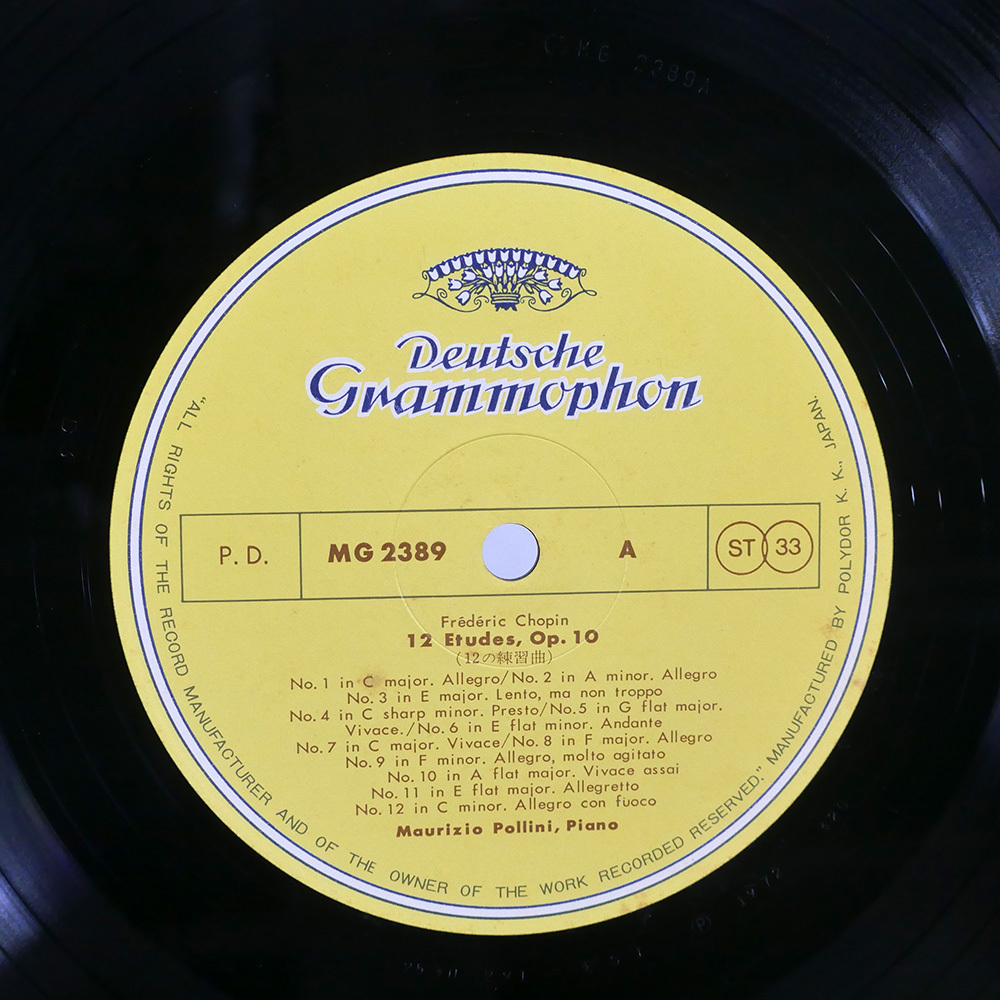 Deutsche
Grammophon
P. D. MG 2389 A ST 33
Frédéric Chopin
12 Etudes, Op. 10
(12の練習曲)
No. 1 in C major. Allegro/No. 2 in A minor. Allegro
No. 3 in E major. Lento, ma non troppo
No. 4 in C sharp minor. Presto/No. 5 in G flat major.
Vivace./No. 6 in E flat minor. Andante
No. 7 in C major. Vivace/No. 8 in F major. Allegro
No. 9 in F minor. Allegro, molto agitato
No. 10 in A flat major. Vivace assai
No. 11 in E flat major. Allegretto
No. 12 in C minor. Allegro con fuoco
Maurizio Pollini, Piano
"ALL RIGHTS OF THE RECORD MANUFACTURER AND OF THE OWNER OF THE WORK RECORDED RESERVED." MANUFACTURED BY POLYDOR K. K., JAPAN.